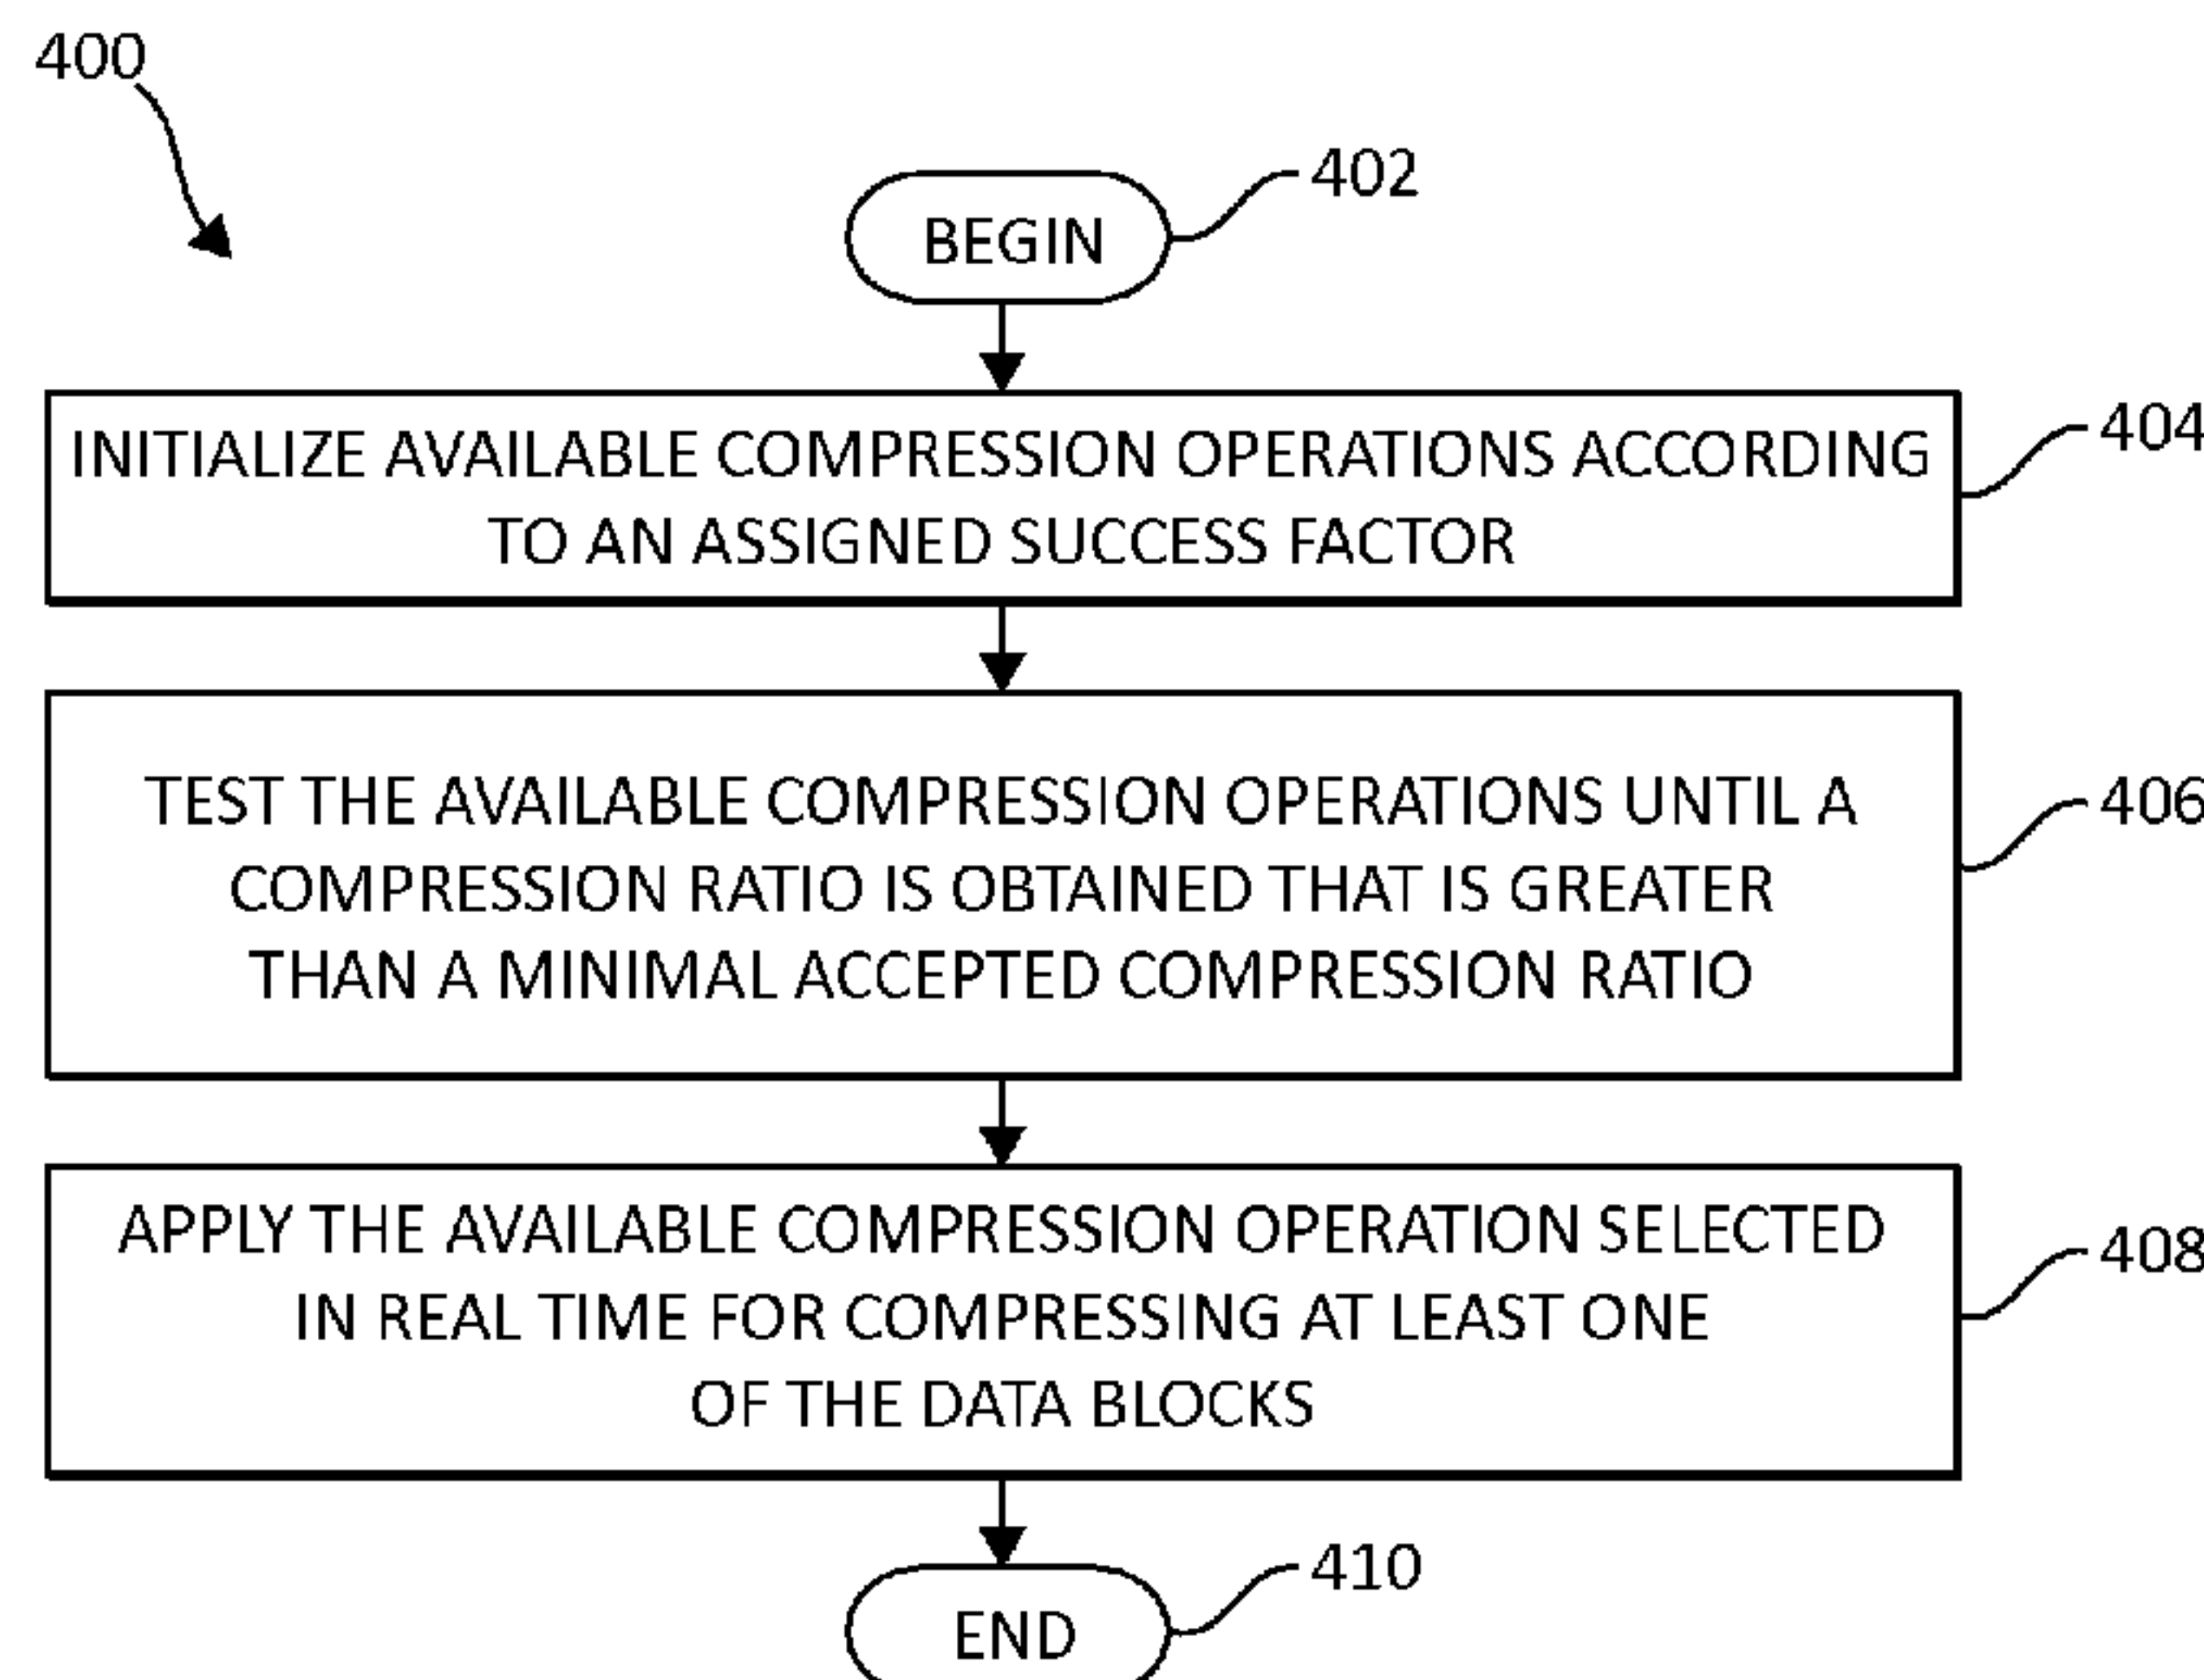 400
402
BEGIN
404
INITIALIZE AVAILABLE COMPRESSION OPERATIONS ACCORDING
TO AN ASSIGNED SUCCESS FACTOR
406
TEST THE AVAILABLE COMPRESSION OPERATIONS UNTIL A
COMPRESSION RATIO IS OBTAINED THAT IS GREATER
THAN A MINIMAL ACCEPTED COMPRESSION RATIO
408
APPLY THE AVAILABLE COMPRESSION OPERATION SELECTED
IN REAL TIME FOR COMPRESSING AT LEAST ONE
OF THE DATA BLOCKS
410
END